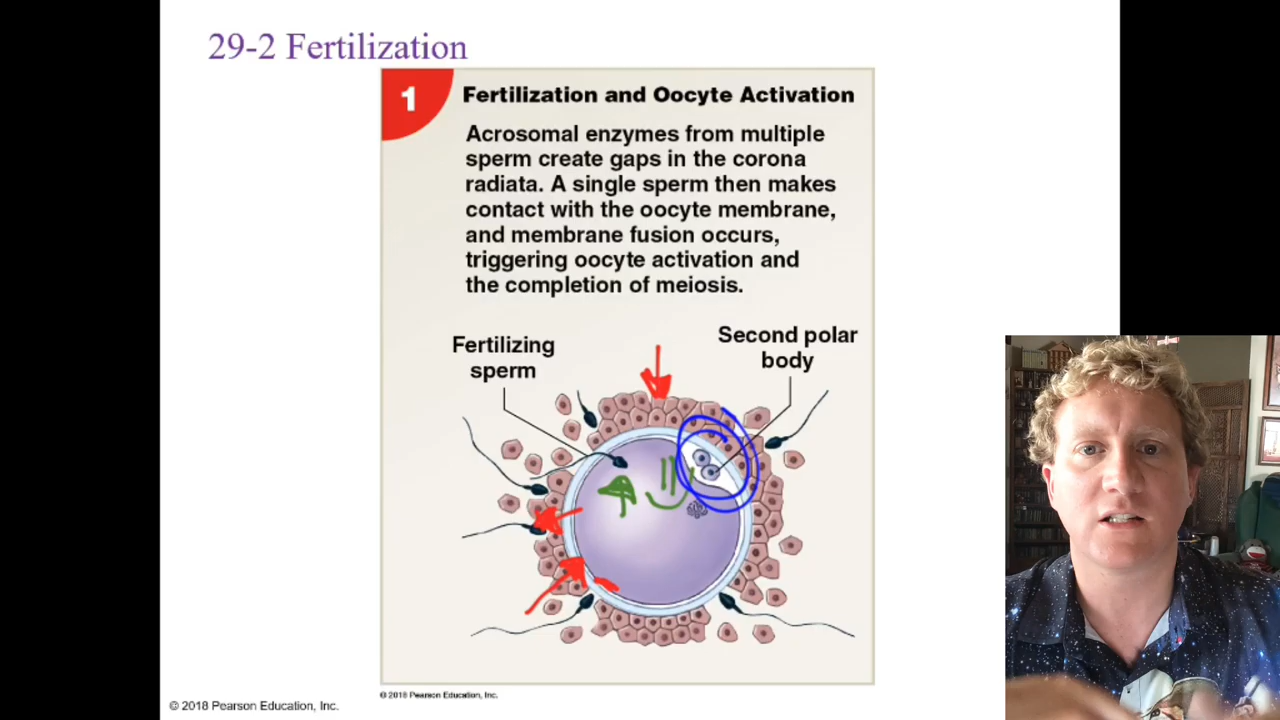 29-2 Fertilization
1
Fertilization and Oocyte Activation
Acrosomal enzymes from multiple
sperm create gaps in the corona
radiata. A single sperm then makes
contact with the oocyte membrane,
and membrane fusion occurs,
triggering oocyte activation and
the completion of meiosis.
Fertilizing
sperm
Second polar
body
© 2018 Pearson Education, Inc.
© 2018 Pearson Education, Inc.